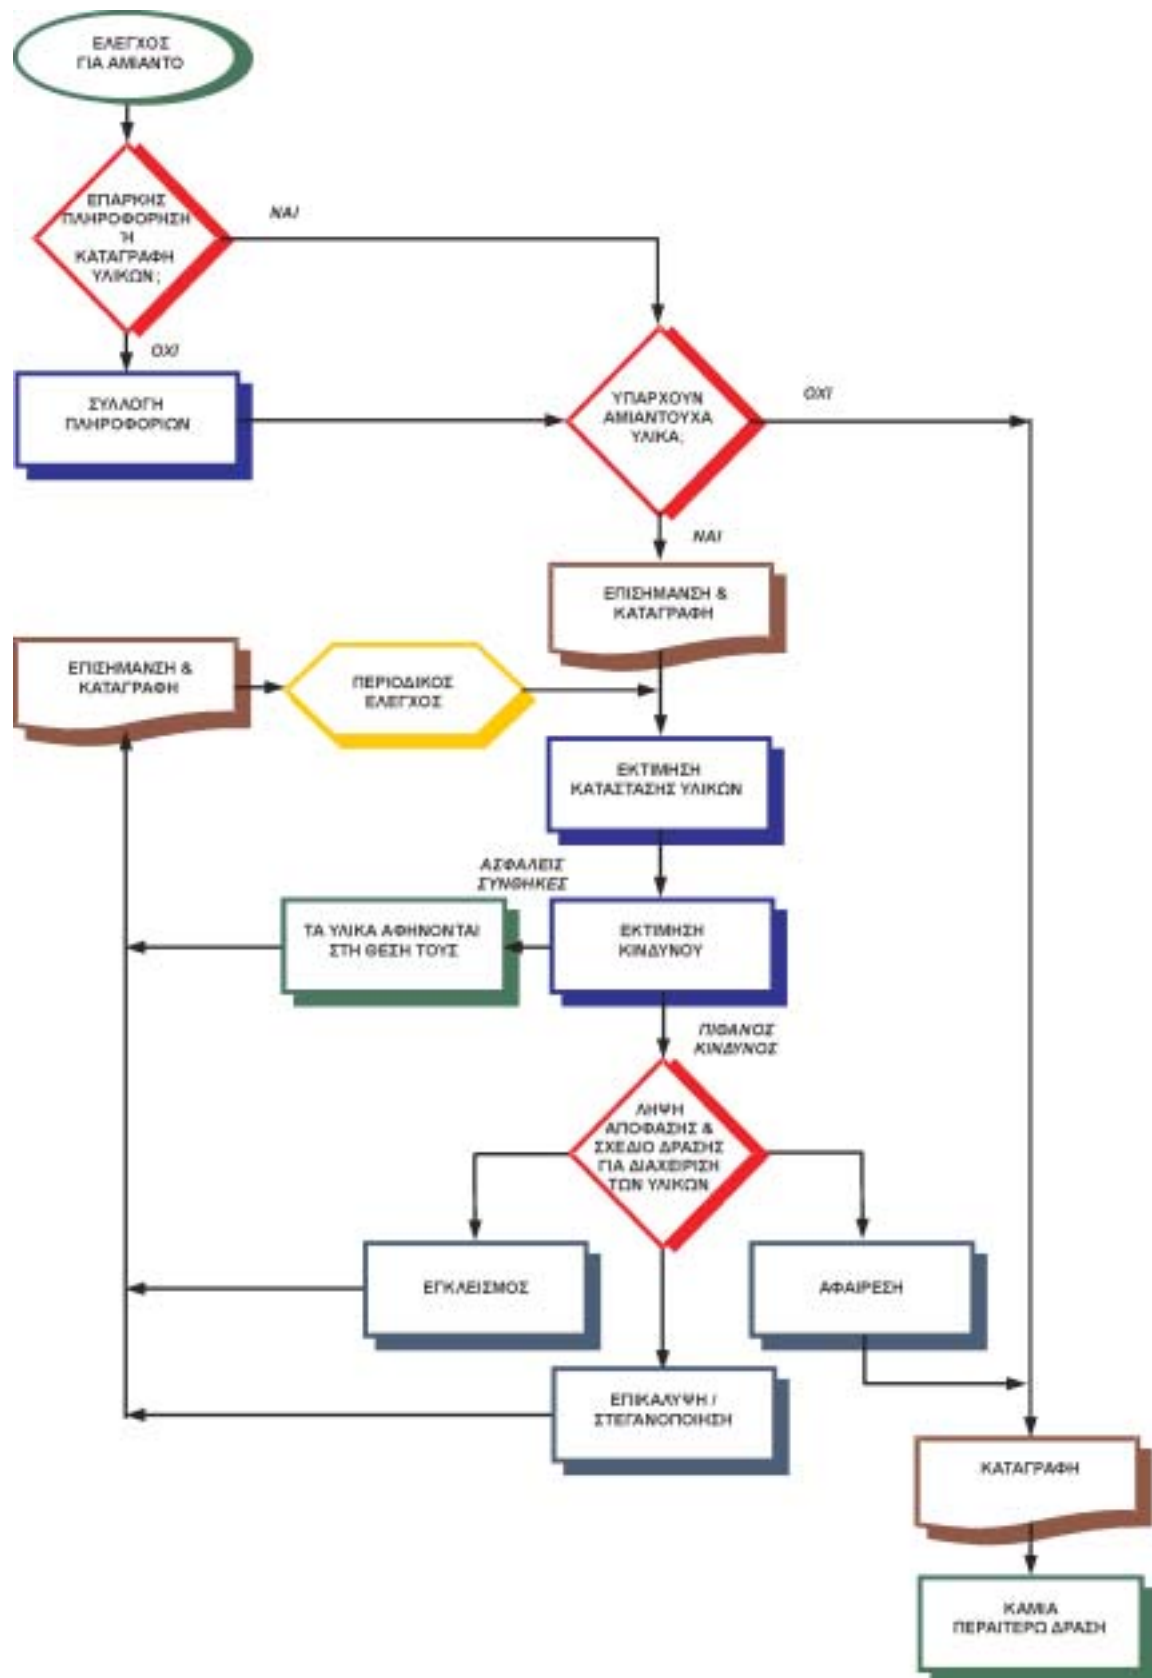 ΕΛΕΓΧΟΣ
ΓΙΑ ΑΜΙΑΝΤΟ
ΕΠΑΡΚΗΣ
ΠΛΗΡΟΦΟΡΗΣΗ
Ή
ΚΑΤΑΓΡΑΦΗ
ΥΛΙΚΩΝ;
ΝΑΙ
ΟΧΙ
ΣΥΛΛΟΓΗ
ΠΛΗΡΟΦΟΡΙΩΝ
ΥΠΑΡΧΟΥΝ
ΑΜΙΑΝΤΟΥΧΑ
ΥΛΙΚΑ;
ΟΧΙ
ΝΑΙ
ΕΠΙΣΗΜΑΝΣΗ &
ΚΑΤΑΓΡΑΦΗ
ΕΠΙΣΗΜΑΝΣΗ &
ΚΑΤΑΓΡΑΦΗ
ΠΕΡΙΟΔΙΚΟΣ
ΕΛΕΓΧΟΣ
ΕΚΤΙΜΗΣΗ
ΚΑΤΑΣΤΑΣΗΣ ΥΛΙΚΩΝ
ΑΣΦΑΛΕΙΣ
ΣΥΝΘΗΚΕΣ
ΤΑ ΥΛΙΚΑ ΑΦΗΝΟΝΤΑΙ
ΣΤΗ ΘΕΣΗ ΤΟΥΣ
ΕΚΤΙΜΗΣΗ
ΚΙΝΔΥΝΟΥ
ΠΙΘΑΝΟΣ
ΚΙΝΔΥΝΟΣ
ΛΗΨΗ
ΑΠΟΦΑΣΗΣ &
ΣΧΕΔΙΟ ΔΡΑΣΗΣ
ΓΙΑ ΔΙΑΧΕΙΡΙΣΗ
ΤΩΝ ΥΛΙΚΩΝ
ΕΓΚΛΕΙΣΜΟΣ
ΑΦΑΙΡΕΣΗ
ΕΠΙΚΑΛΥΨΗ /
ΣΤΕΓΑΝΟΠΟΙΗΣΗ
ΚΑΤΑΓΡΑΦΗ
ΚΑΜΙΑ
ΠΕΡΑΙΤΕΡΩ ΔΡΑΣΗ